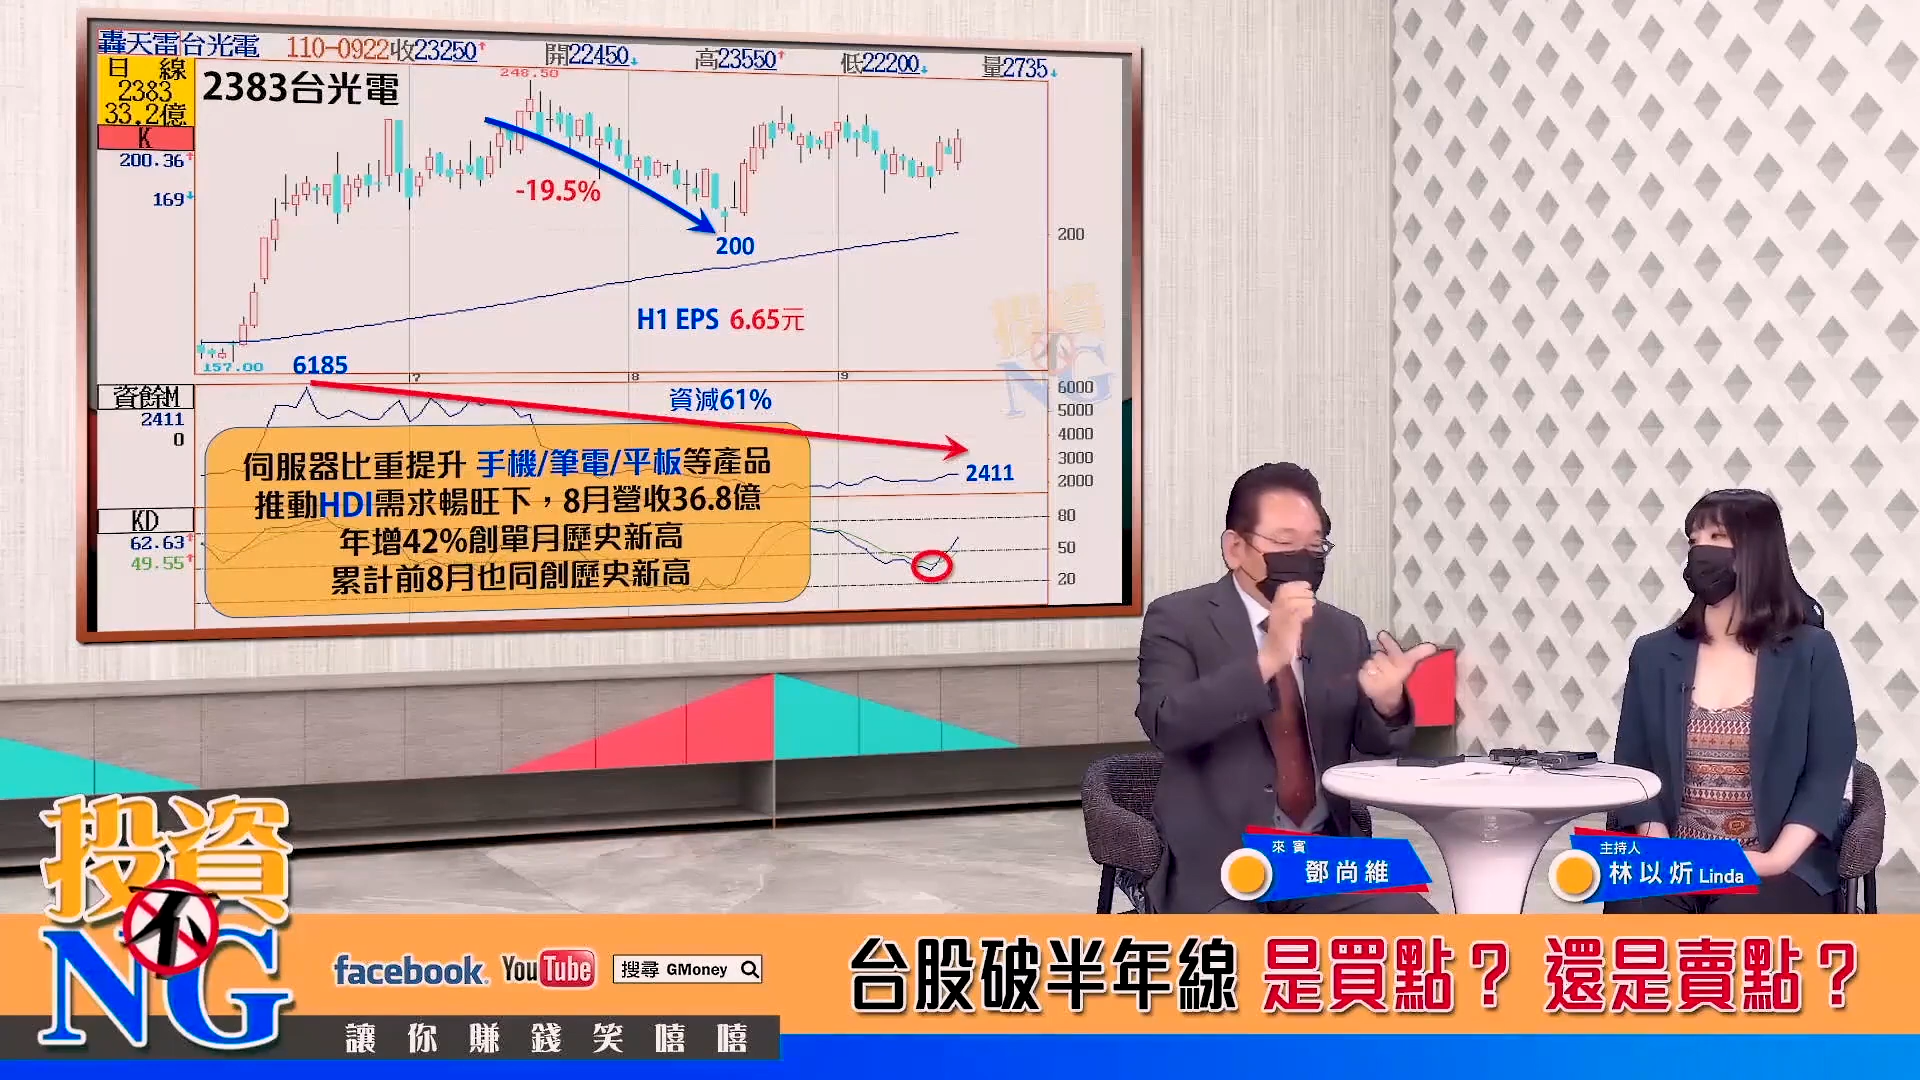 轟天雷台光電 110-0922收23250↑ 開22450↓ 高23550↑ 低22200↓ 量2735↓
日 線
2383
33.2億
K
200.36↑
169↓
2383台光電
248.50
-19.5%
200
200
H1 EPS 6.65元
157.00
6185
7
8
9
投資
不
NG
資餘M
2411
0
資減61%
6000
5000
4000
3000
2000
2411
伺服器比重提升 手機/筆電/平板等產品
推動HDI需求暢旺下，8月營收36.8億
年增42%創單月歷史新高
累計前8月也同創歷史新高
KD
62.63↑
49.55↑
80
50
20
來賓
鄧尚維
主持人
林以炘 Linda
投資
不
NG
facebook YouTube 搜尋 GMoney
讓你賺錢笑嘻嘻
台股破半年線 是買點？ 還是賣點？